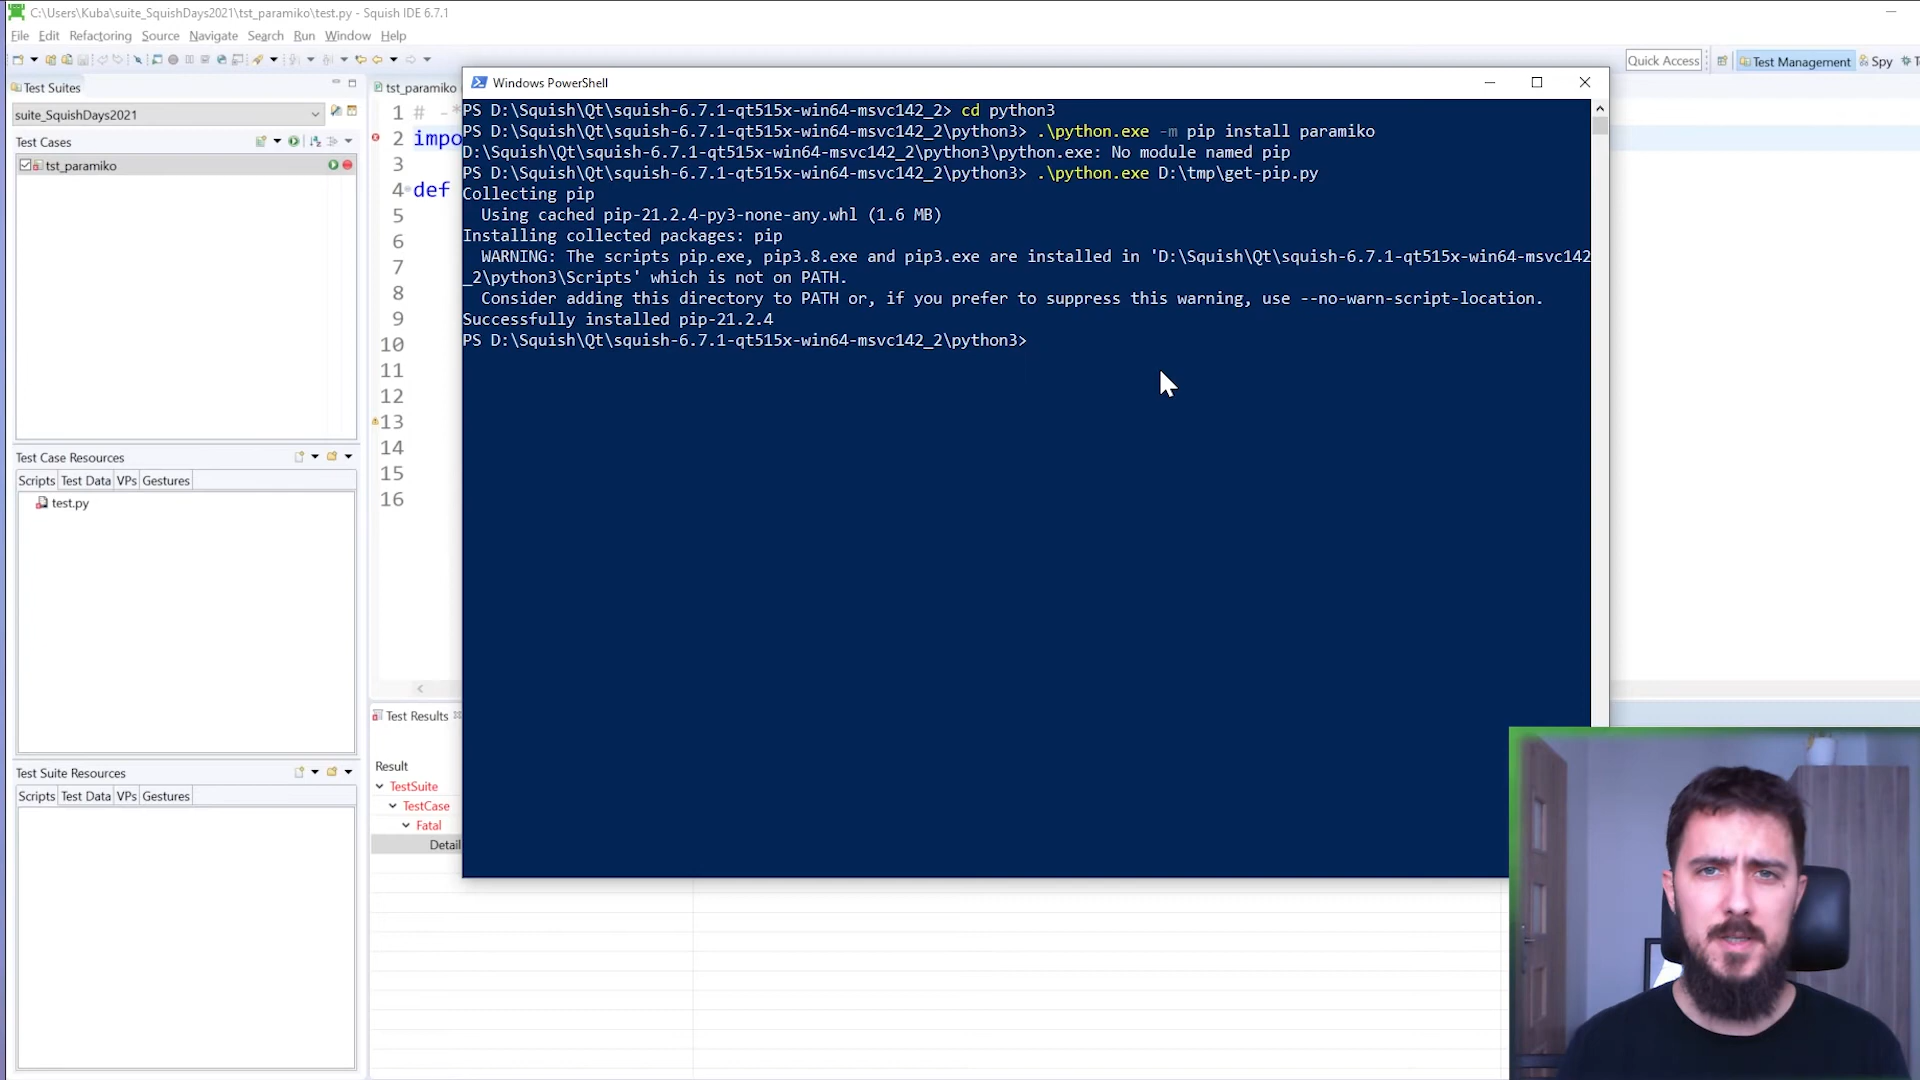 C:\Users\Kuba\suite_SquishDays2021\tst_paramiko\test.py - Squish IDE 6.7.1
File Edit Refactoring Source Navigate Search Run Window Help
Quick Access
Test Management
Spy
Test Suites
suite_SquishDays2021
Test Cases
tst_paramiko
Test Case Resources
Scripts Test Data VPs Gestures
test.py
Test Suite Resources
Scripts Test Data VPs Gestures
tst_paramiko
1 # -*
2 impo
3
4 def
5
6
7
8
9
10
11
12
13
14
15
16
Test Results
Result
TestSuite
TestCase
Fatal
Detail
Windows PowerShell
PS D:\Squish\Qt\squish-6.7.1-qt515x-win64-msvc142_2> cd python3
PS D:\Squish\Qt\squish-6.7.1-qt515x-win64-msvc142_2\python3> .\python.exe -m pip install paramiko
D:\Squish\Qt\squish-6.7.1-qt515x-win64-msvc142_2\python3\python.exe: No module named pip
PS D:\Squish\Qt\squish-6.7.1-qt515x-win64-msvc142_2\python3> .\python.exe D:\tmp\get-pip.py
Collecting pip
Using cached pip-21.2.4-py3-none-any.whl (1.6 MB)
Installing collected packages: pip
WARNING: The scripts pip.exe, pip3.8.exe and pip3.exe are installed in 'D:\Squish\Qt\squish-6.7.1-qt515x-win64-msvc142
_2\python3\Scripts' which is not on PATH.
Consider adding this directory to PATH or, if you prefer to suppress this warning, use --no-warn-script-location.
Successfully installed pip-21.2.4
PS D:\Squish\Qt\squish-6.7.1-qt515x-win64-msvc142_2\python3>